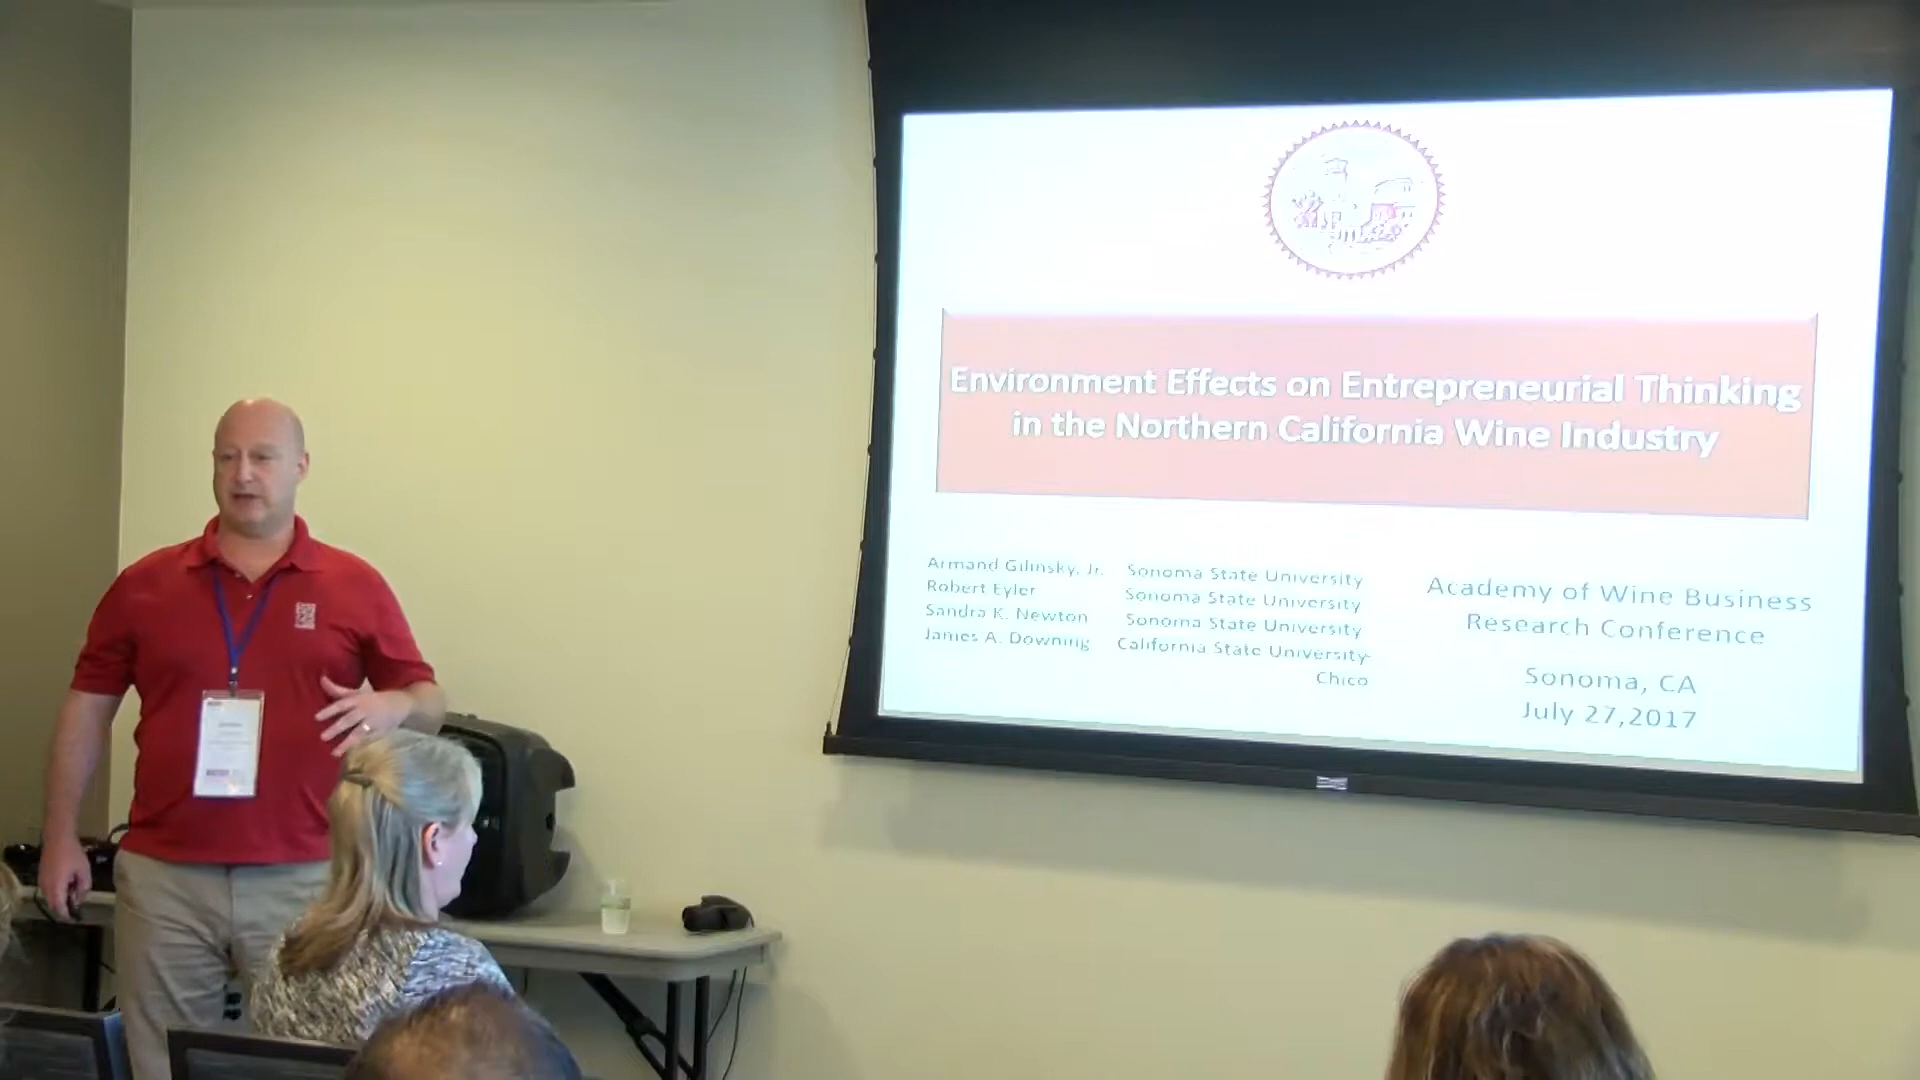 Environment Effects on Entrepreneurial Thinking
in the Northern California Wine Industry
Armand Gilinsky, Jr. Sonoma State University
Robert Eyler Sonoma State University
Sandra K. Newton Sonoma State University
James A. Downing California State University-
Chico
Academy of Wine Business
Research Conference
Sonoma, CA
July 27,2017